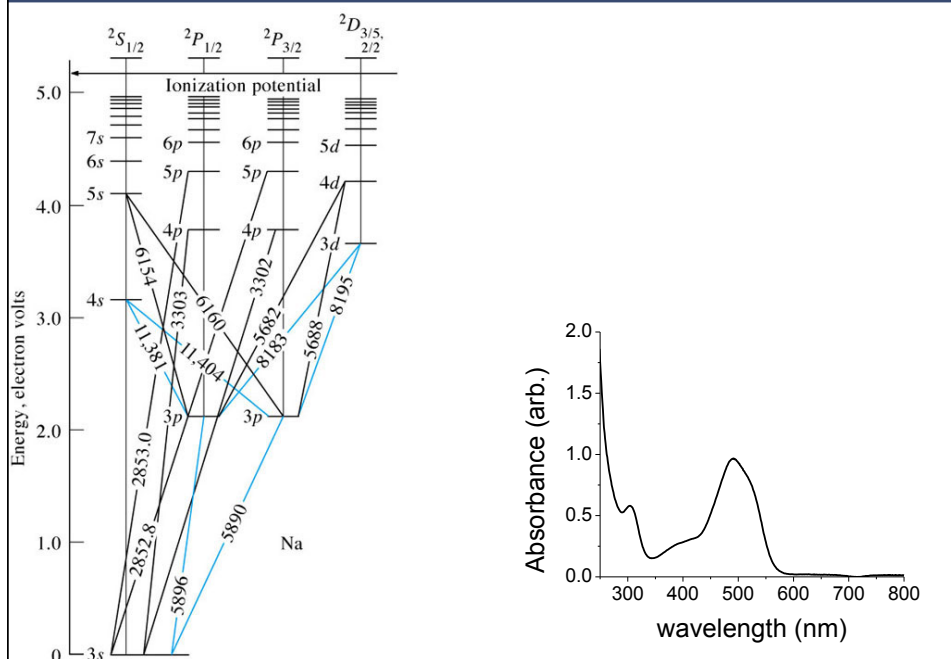 ²S₁/₂ ²P₁/₂ ²P₃/₂ ²D₃/₅,
₂/₂
Ionization potential
5.0
4.0
3.0
2.0
1.0
0
Energy, electron volts
7s
6s
5s
4s
3s
6p
5p
4p
3p
6p
5p
4p
3p
5d
4d
3d
6154
3303
6160
3302
5682
8183
5688
8195
11,381
11,404
2853.0
2852.8
5896
5890
Na
2.0
1.5
1.0
0.5
0.0
Absorbance (arb.)
300 400 500 600 700 800
wavelength (nm)